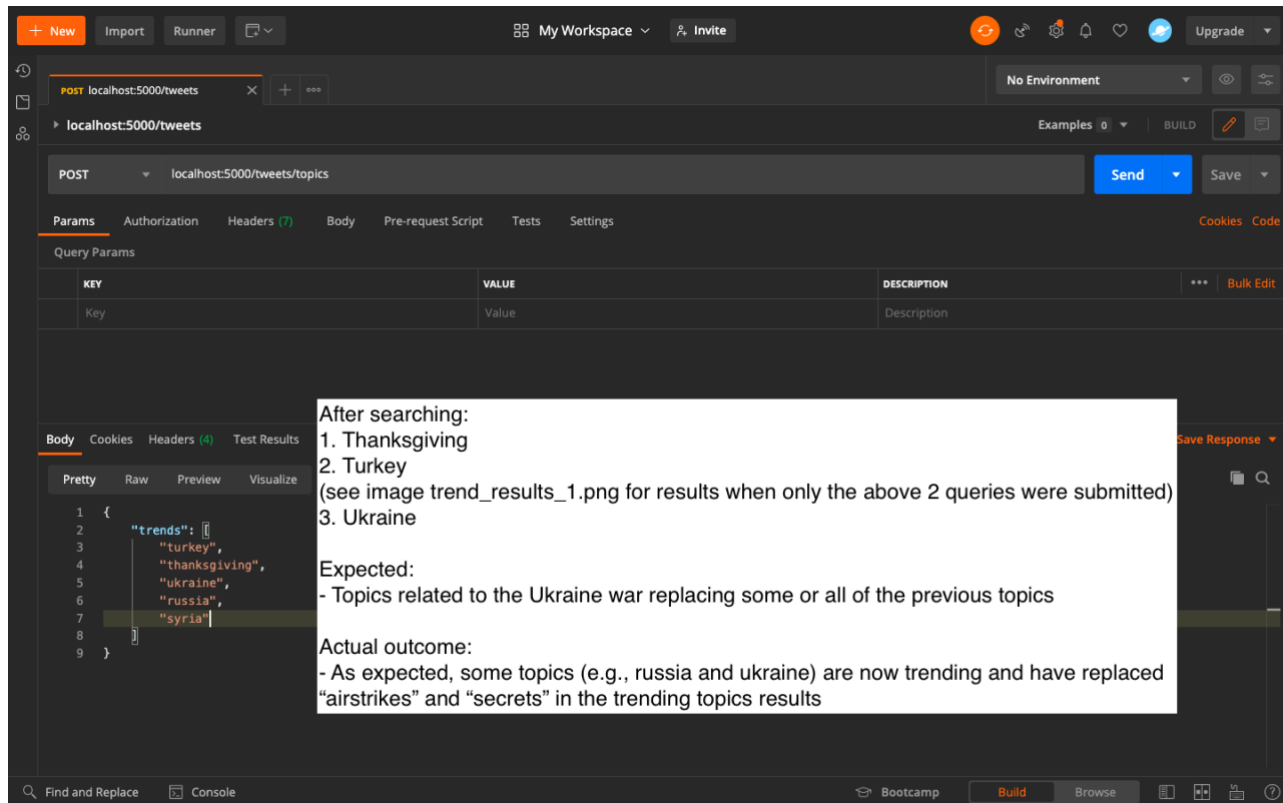 + New Import Runner My Workspace Invite Upgrade
POST localhost:5000/tweets No Environment
localhost:5000/tweets Examples 0 BUILD
POST localhost:5000/tweets/topics Send Save
Params Authorization Headers (7) Body Pre-request Script Tests Settings Cookies Code
Query Params
KEY VALUE DESCRIPTION Bulk Edit
Key Value Description
Body Cookies Headers (4) Test Results Save Response
Pretty Raw Preview Visualize
1 {
2 "trends": [
3 "turkey",
4 "thanksgiving",
5 "ukraine",
6 "russia",
7 "syria"
8 ]
9 }
After searching:
1. Thanksgiving
2. Turkey
(see image trend_results_1.png for results when only the above 2 queries were submitted)
3. Ukraine
Expected:
- Topics related to the Ukraine war replacing some or all of the previous topics
Actual outcome:
- As expected, some topics (e.g., russia and ukraine) are now trending and have replaced
“airstrikes” and “secrets” in the trending topics results
Find and Replace Console Bootcamp Build Browse